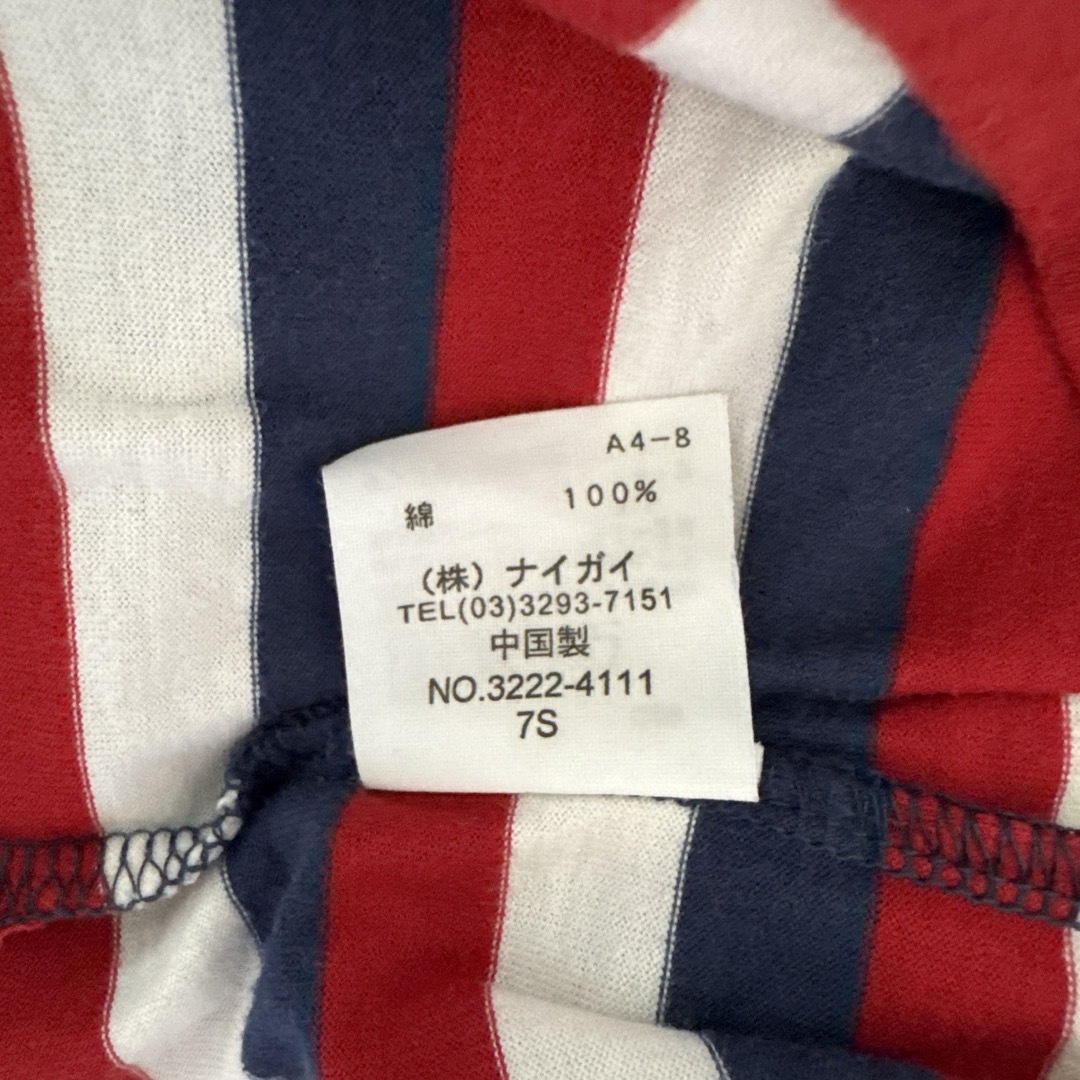 A4-8
綿 100%
(株) ナイガイ
TEL(03)3293-7151
中国製
NO.3222-4111
7S